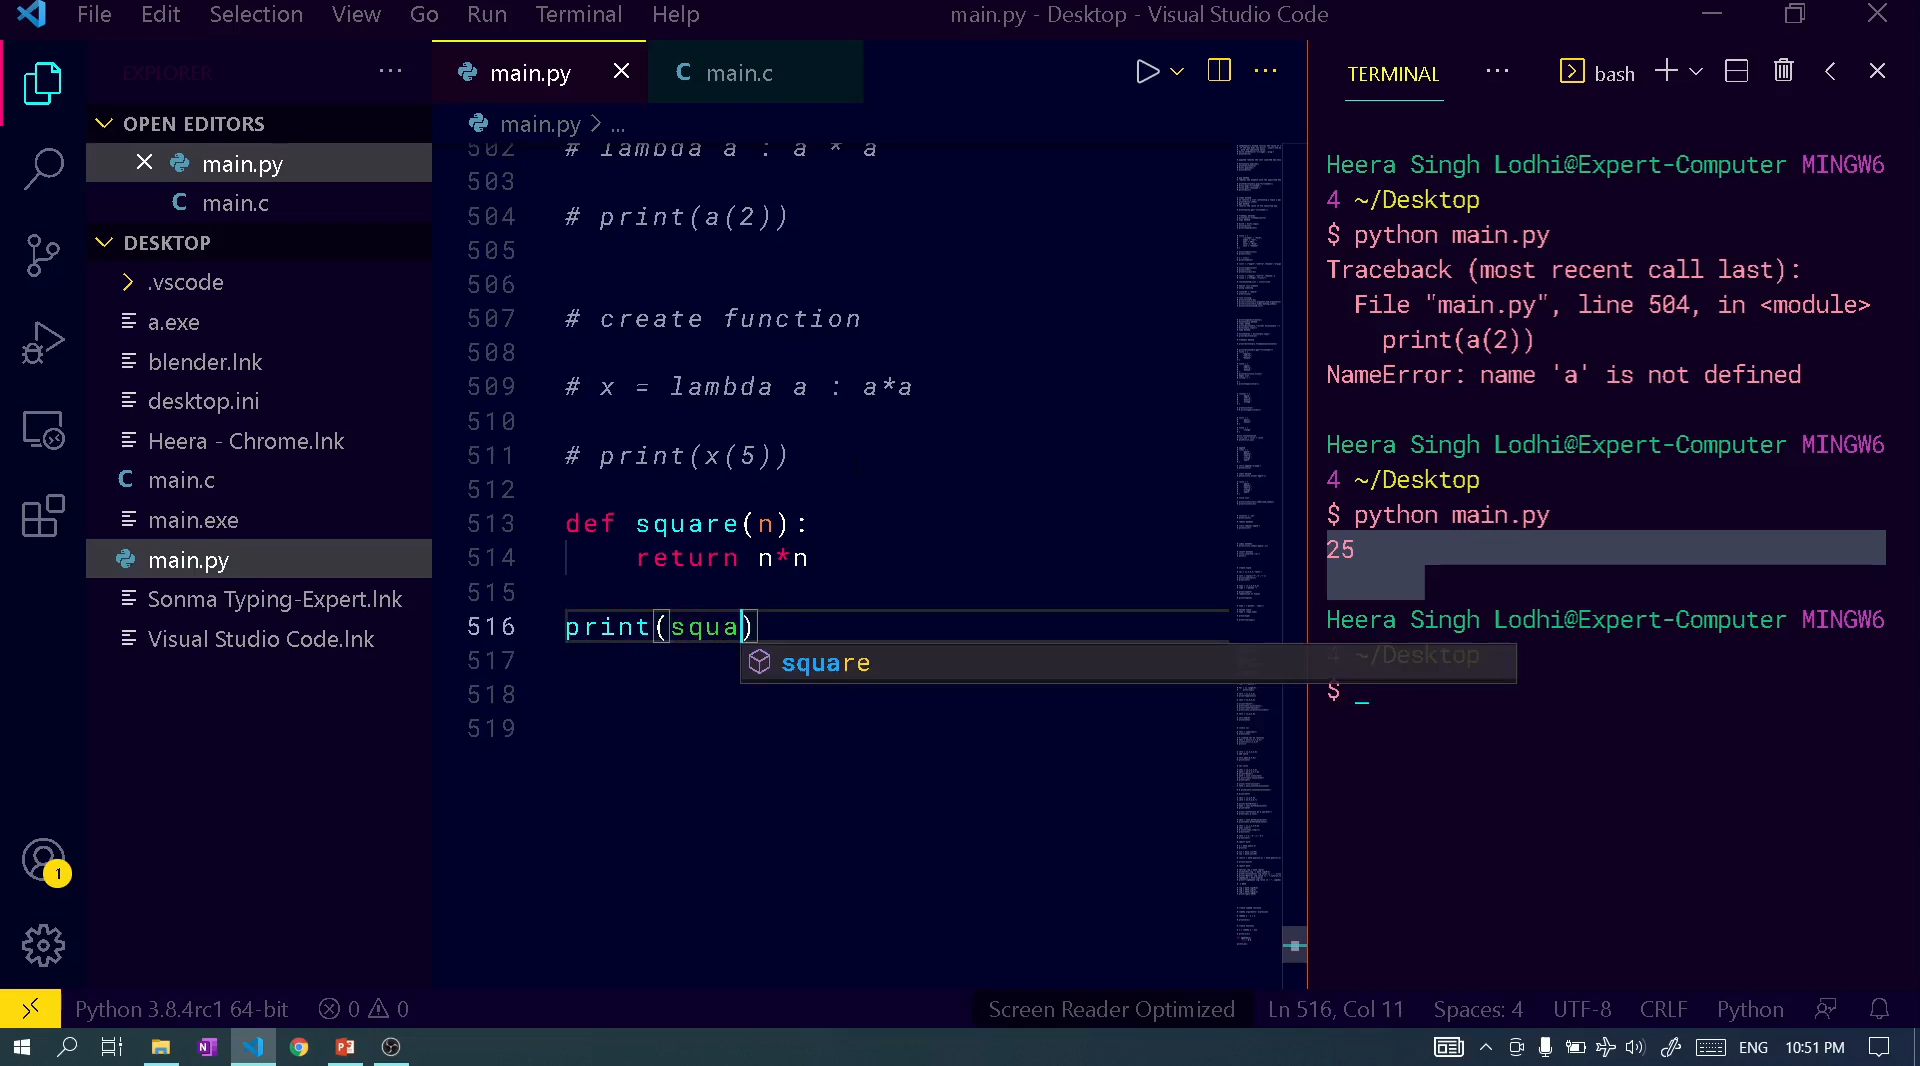 File Edit Selection View Go Run Terminal Help
main.py - Desktop - Visual Studio Code
EXPLORER
OPEN EDITORS
main.py
C main.c
DESKTOP
.vscode
a.exe
blender.lnk
desktop.ini
Heera - Chrome.lnk
C main.c
main.exe
main.py
Sonma Typing-Expert.lnk
Visual Studio Code.lnk
main.py
C main.c
main.py > ...
502 # lambda a : a * a
503
504 # print(a(2))
505
506
507 # create function
508
509 # x = lambda a : a*a
510
511 # print(x(5))
512
513 def square(n):
514 return n*n
515
516 print(squa)
517
518
519
square
TERMINAL
bash
Heera Singh Lodhi@Expert-Computer MINGW6
4 ~/Desktop
$ python main.py
Traceback (most recent call last):
File "main.py", line 504, in <module>
print(a(2))
NameError: name 'a' is not defined
Heera Singh Lodhi@Expert-Computer MINGW6
4 ~/Desktop
$ python main.py
25
Heera Singh Lodhi@Expert-Computer MINGW6
4 ~/Desktop
$ _
1
Python 3.8.4rc1 64-bit 0 0
Screen Reader Optimized Ln 516, Col 11 Spaces: 4 UTF-8 CRLF Python
ENG 10:51 PM